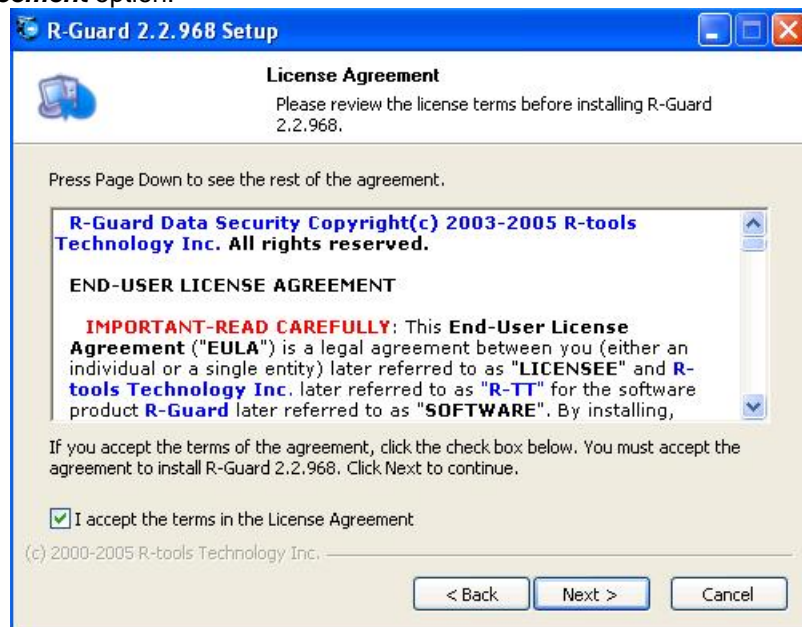 cement option.
R-Guard 2.2.968 Setup
License Agreement
Please review the license terms before installing R-Guard
2.2.968.
Press Page Down to see the rest of the agreement.
R-Guard Data Security Copyright(c) 2003-2005 R-tools
Technology Inc. All rights reserved.
END-USER LICENSE AGREEMENT
IMPORTANT-READ CAREFULLY: This End-User License
Agreement ("EULA") is a legal agreement between you (either an
individual or a single entity) later referred to as "LICENSEE" and R-
tools Technology Inc. later referred to as "R-TT" for the software
product R-Guard later referred to as "SOFTWARE". By installing,
If you accept the terms of the agreement, click the check box below. You must accept the
agreement to install R-Guard 2.2.968. Click Next to continue.
I accept the terms in the License Agreement
(c) 2000-2005 R-tools Technology Inc.
< Back Next > Cancel